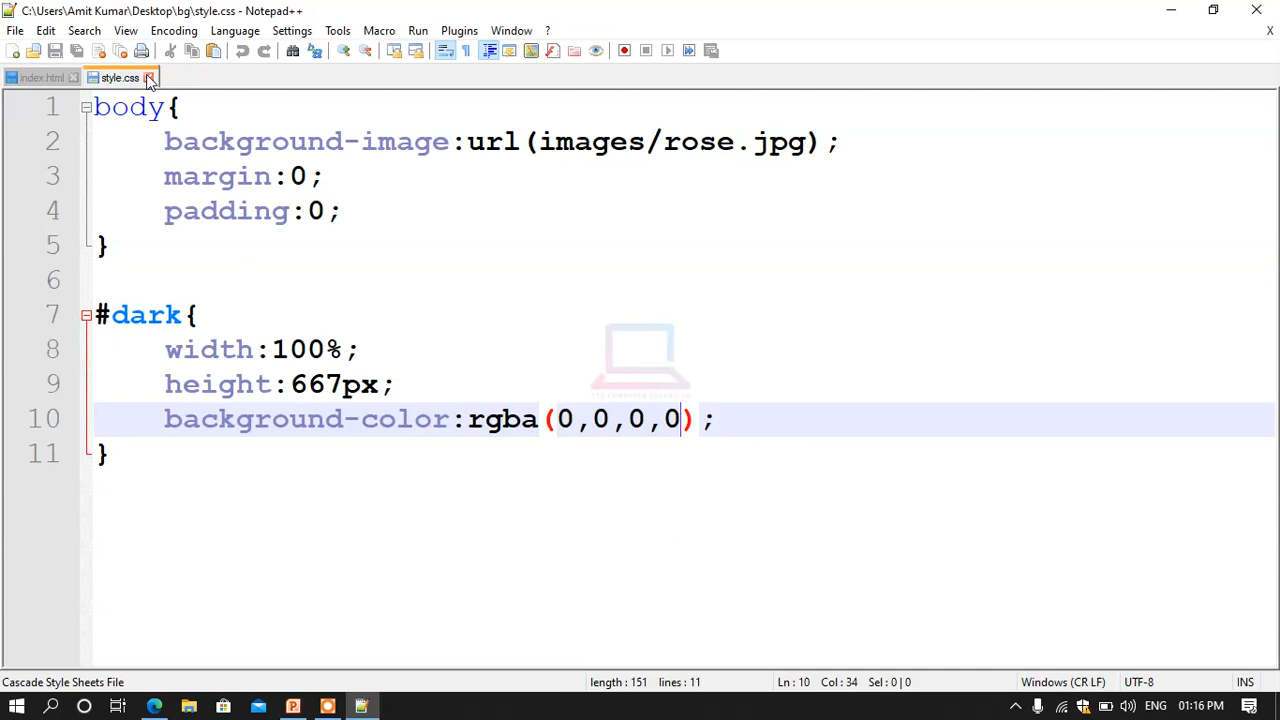 C:\Users\Amit Kumar\Desktop\bg\style.css - Notepad++
File Edit Search View Encoding Language Settings Tools Macro Run Plugins Window ? X
index.html style.css
1 body{
2 background-image:url(images/rose.jpg);
3 margin:0;
4 padding:0;
5 }
6
7 #dark{
8 width:100%;
9 height:667px;
10 background-color:rgba(0,0,0,0);
11 }
Cascade Style Sheets File length : 151 lines : 11 Ln : 10 Col : 34 Sel : 0 | 0 Windows (CR LF) UTF-8 INS
ENG 01:16 PM